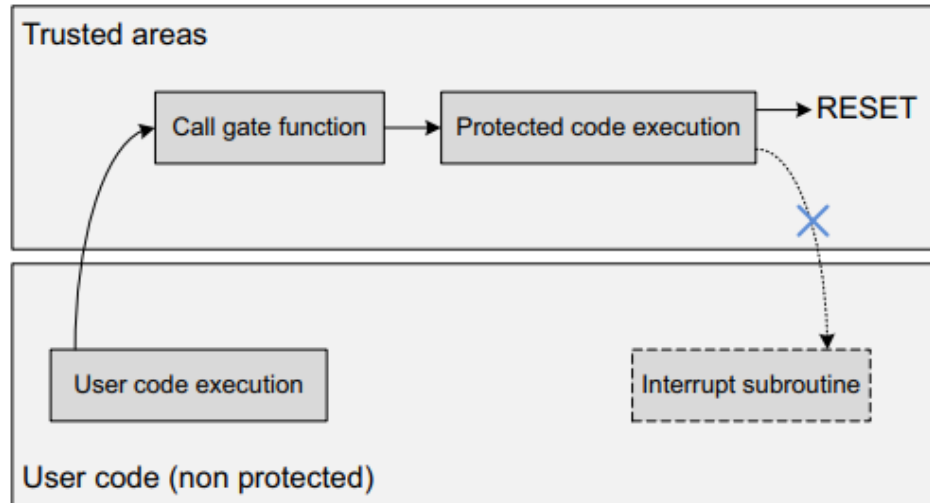 Trusted areas
Call gate function
Protected code execution
RESET
User code execution
Interrupt subroutine
User code (non protected)